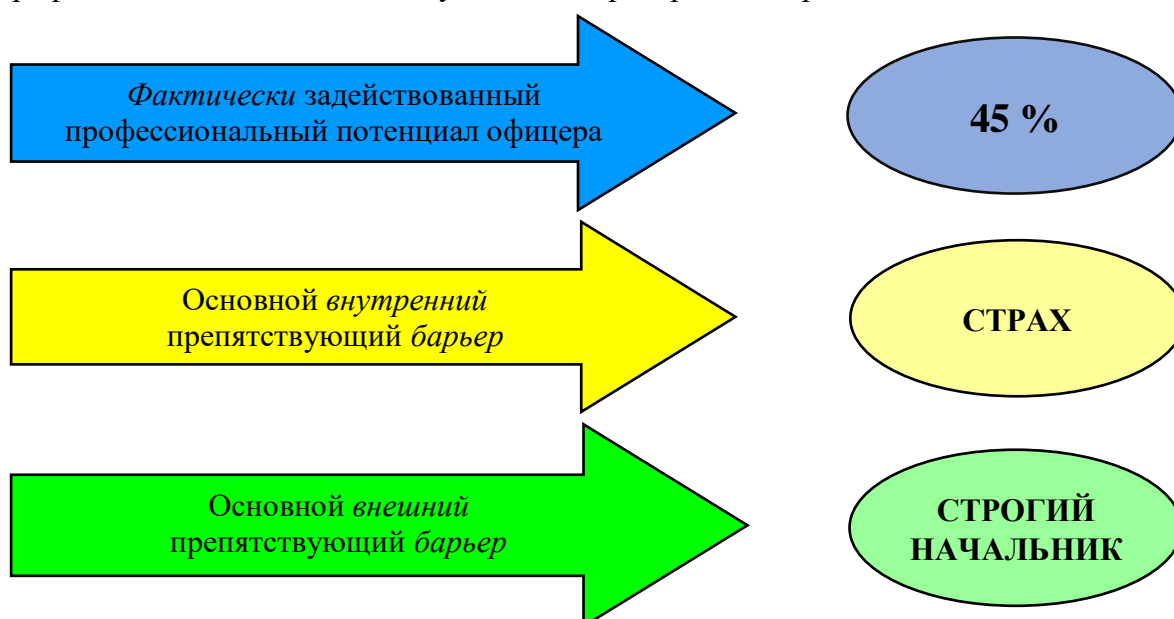 Фактически задействованный
профессиональный потенциал офицера
45 %
Основной внутренний
препятствующий барьер
СТРАХ
Основной внешний
препятствующий барьер
СТРОГИЙ
НАЧАЛЬНИК